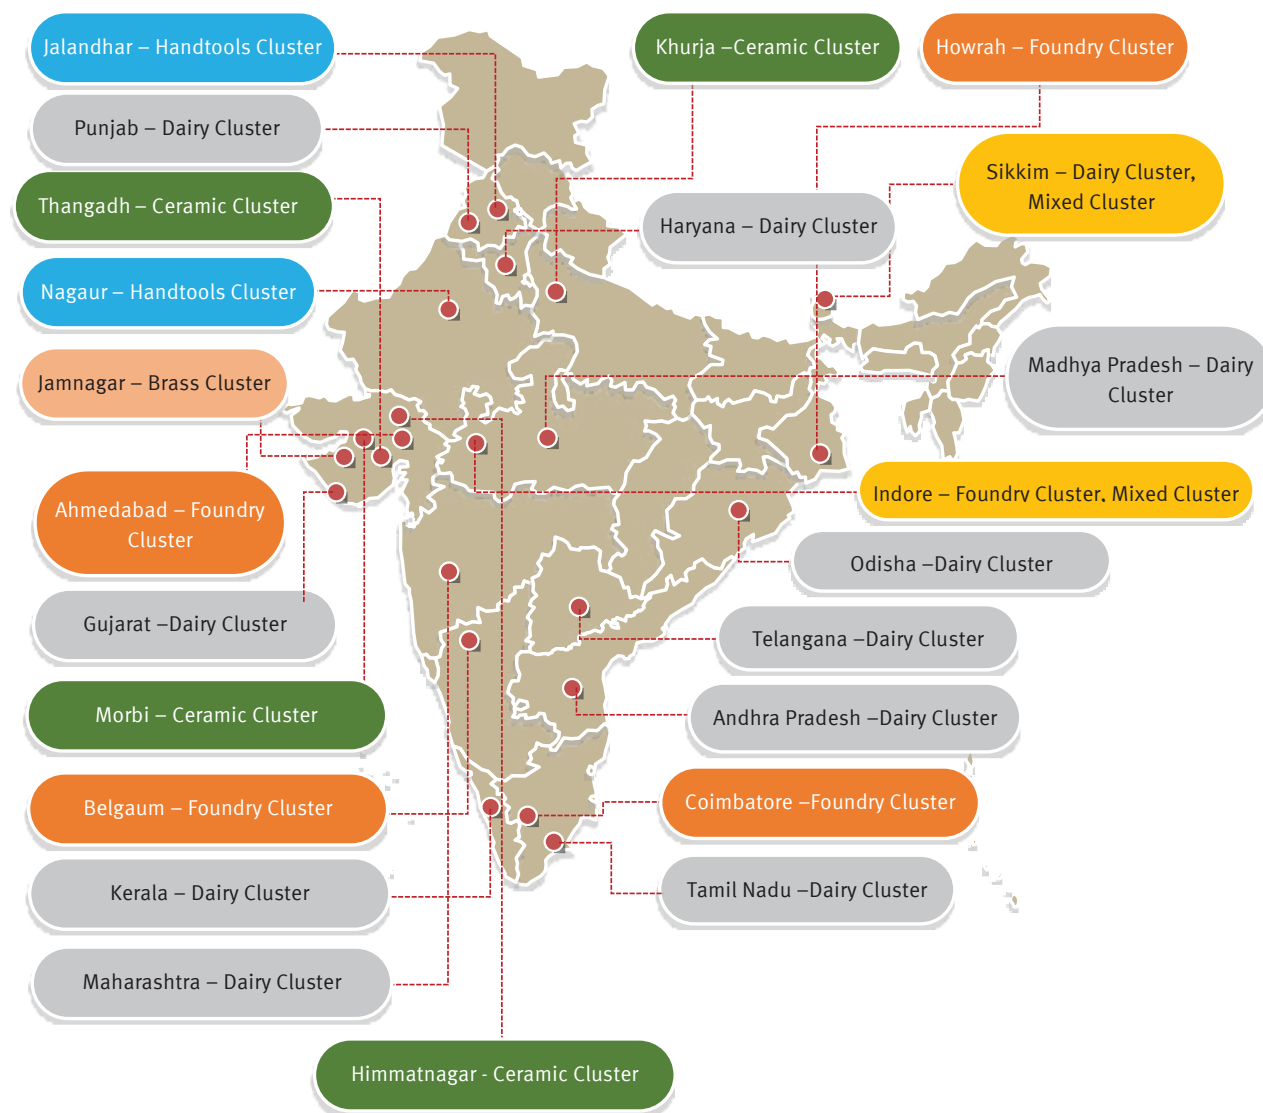 Jalandhar – Handtools Cluster
Khurja –Ceramic Cluster
Howrah – Foundry Cluster
Punjab – Dairy Cluster
Sikkim – Dairy Cluster,
Mixed Cluster
Thangadh – Ceramic Cluster
Haryana – Dairy Cluster
Nagaur – Handtools Cluster
Madhya Pradesh – Dairy
Cluster
Jamnagar – Brass Cluster
Indore – Foundry Cluster, Mixed Cluster
Ahmedabad – Foundry
Cluster
Odisha –Dairy Cluster
Gujarat –Dairy Cluster
Telangana –Dairy Cluster
Morbi – Ceramic Cluster
Andhra Pradesh –Dairy Cluster
Belgaum – Foundry Cluster
Coimbatore –Foundry Cluster
Kerala – Dairy Cluster
Tamil Nadu –Dairy Cluster
Maharashtra – Dairy Cluster
Himmatnagar - Ceramic Cluster